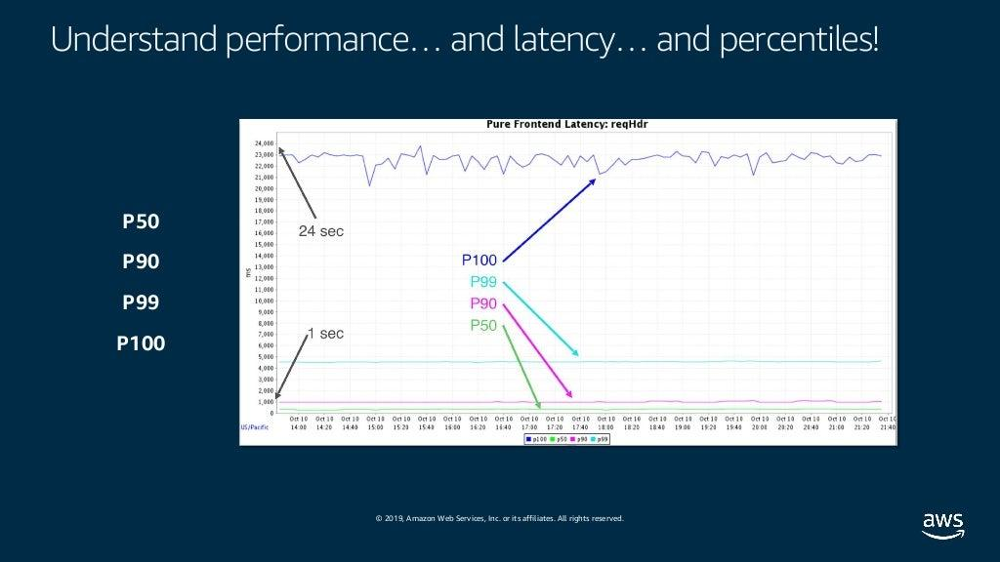 Understand performance… and latency… and percentiles!
P50
P90
P99
P100
Pure Frontend Latency: reqHdr
24,000
23,000
22,000
21,000
20,000
19,000
18,000
17,000
16,000
15,000
14,000
13,000
12,000
11,000
10,000
9,000
8,000
7,000
6,000
5,000
4,000
3,000
2,000
1,000
0
ms
24 sec
1 sec
P100
P99
P90
P50
Oct 10 Oct 10 Oct 10 Oct 10 Oct 10 Oct 10 Oct 10 Oct 10 Oct 10 Oct 10 Oct 10 Oct 10 Oct 10 Oct 10 Oct 10 Oct 10 Oct 10 Oct 10 Oct 10 Oct 10 Oct 10 Oct 10 Oct 10 Oct 10
US/Pacific 14:00 14:20 14:40 15:00 15:20 15:40 16:00 16:20 16:40 17:00 17:20 17:40 18:00 18:20 18:40 19:00 19:20 19:40 20:00 20:20 20:40 21:00 21:20 21:40
p100 p50 p90 p99
© 2019, Amazon Web Services, Inc. or its affiliates. All rights reserved.
aws